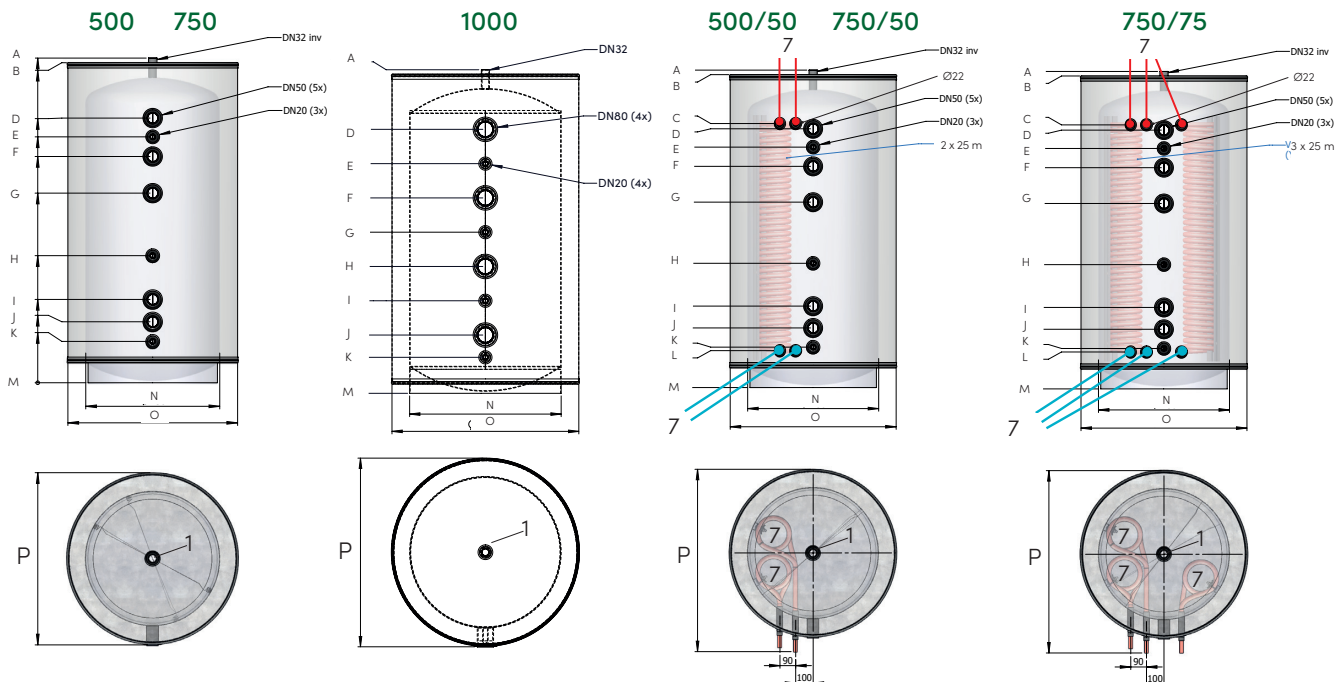 500 750
A
B
D
E
F
G
H
I
J
K
M
DN32 inv
DN50 (5x)
DN20 (3x)
N
O
P
1
1000
A
D
E
F
G
H
I
J
K
M
DN32
DN80 (4x)
DN20 (4x)
N
O
P
1
500/50 750/50
7
A
B
C
D
E
F
G
H
I
J
K
L
M
DN32 inv
Ø22
DN50 (5x)
DN20 (3x)
2 x 25 m
N
O
7
P
7
7
1
90
100
750/75
7
A
B
C
D
E
F
G
H
I
J
K
L
M
DN32 inv
Ø22
DN50 (5x)
DN20 (3x)
3 x 25 m
N
O
7
P
7
7
7
1
90
100